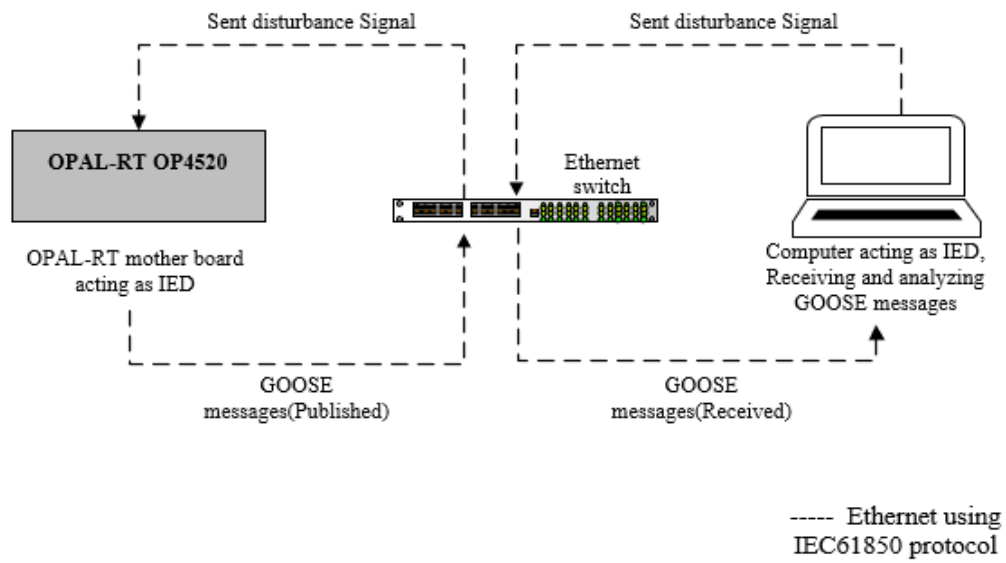 Sent disturbance Signal
Sent disturbance Signal
OPAL-RT OP4520
Ethernet
switch
OPAL-RT mother board
acting as IED
Computer acting as IED,
Receiving and analyzing
GOOSE messages
GOOSE
messages(Published)
GOOSE
messages(Received)
----- Ethernet using
IEC61850 protocol